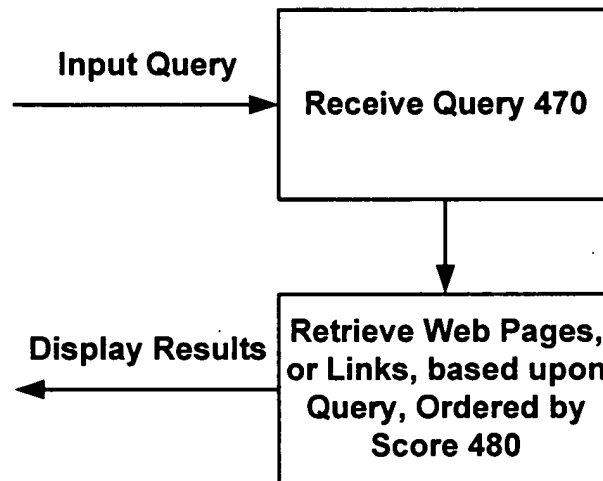 Input Query
Receive Query 470
Display Results
Retrieve Web Pages,
or Links, based upon
Query, Ordered by
Score 480